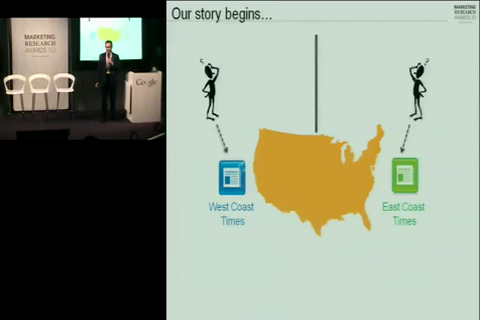 MARKETING
RESEARCH
AWARDS 10
Google
Our story begins...
MARKETING
RESEARCH
AWARDS 10
?
?
West Coast
Times
East Coast
Times